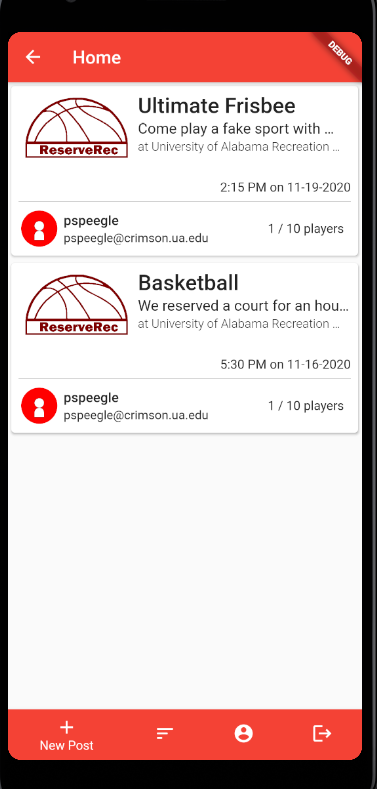 Home
DEBUG
ReserveRec
Ultimate Frisbee
Come play a fake sport with ...
at University of Alabama Recreation ...
2:15 PM on 11-19-2020
pspeegle
pspeegle@crimson.ua.edu
1 / 10 players
ReserveRec
Basketball
We reserved a court for an hou...
at University of Alabama Recreation ...
5:30 PM on 11-16-2020
pspeegle
pspeegle@crimson.ua.edu
1 / 10 players
New Post